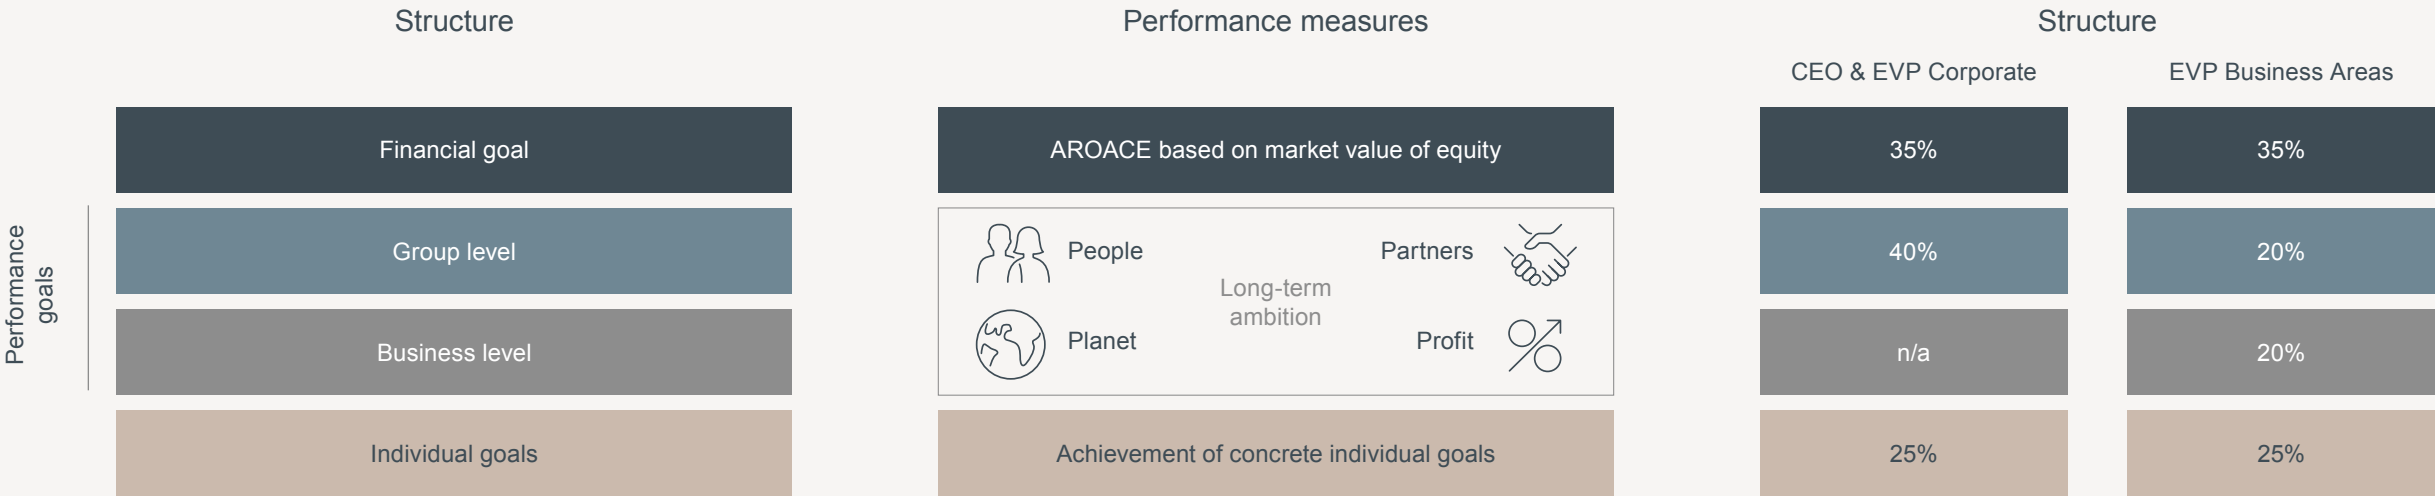 Structure
Performance measures
Structure
CEO & EVP Corporate
EVP Business Areas
Financial goal
AROACE based on market value of equity
35%
35%
Performance
goals
Group level
People
Partners
40%
20%
Long-term
ambition
Business level
Planet
Profit
n/a
20%
Individual goals
Achievement of concrete individual goals
25%
25%